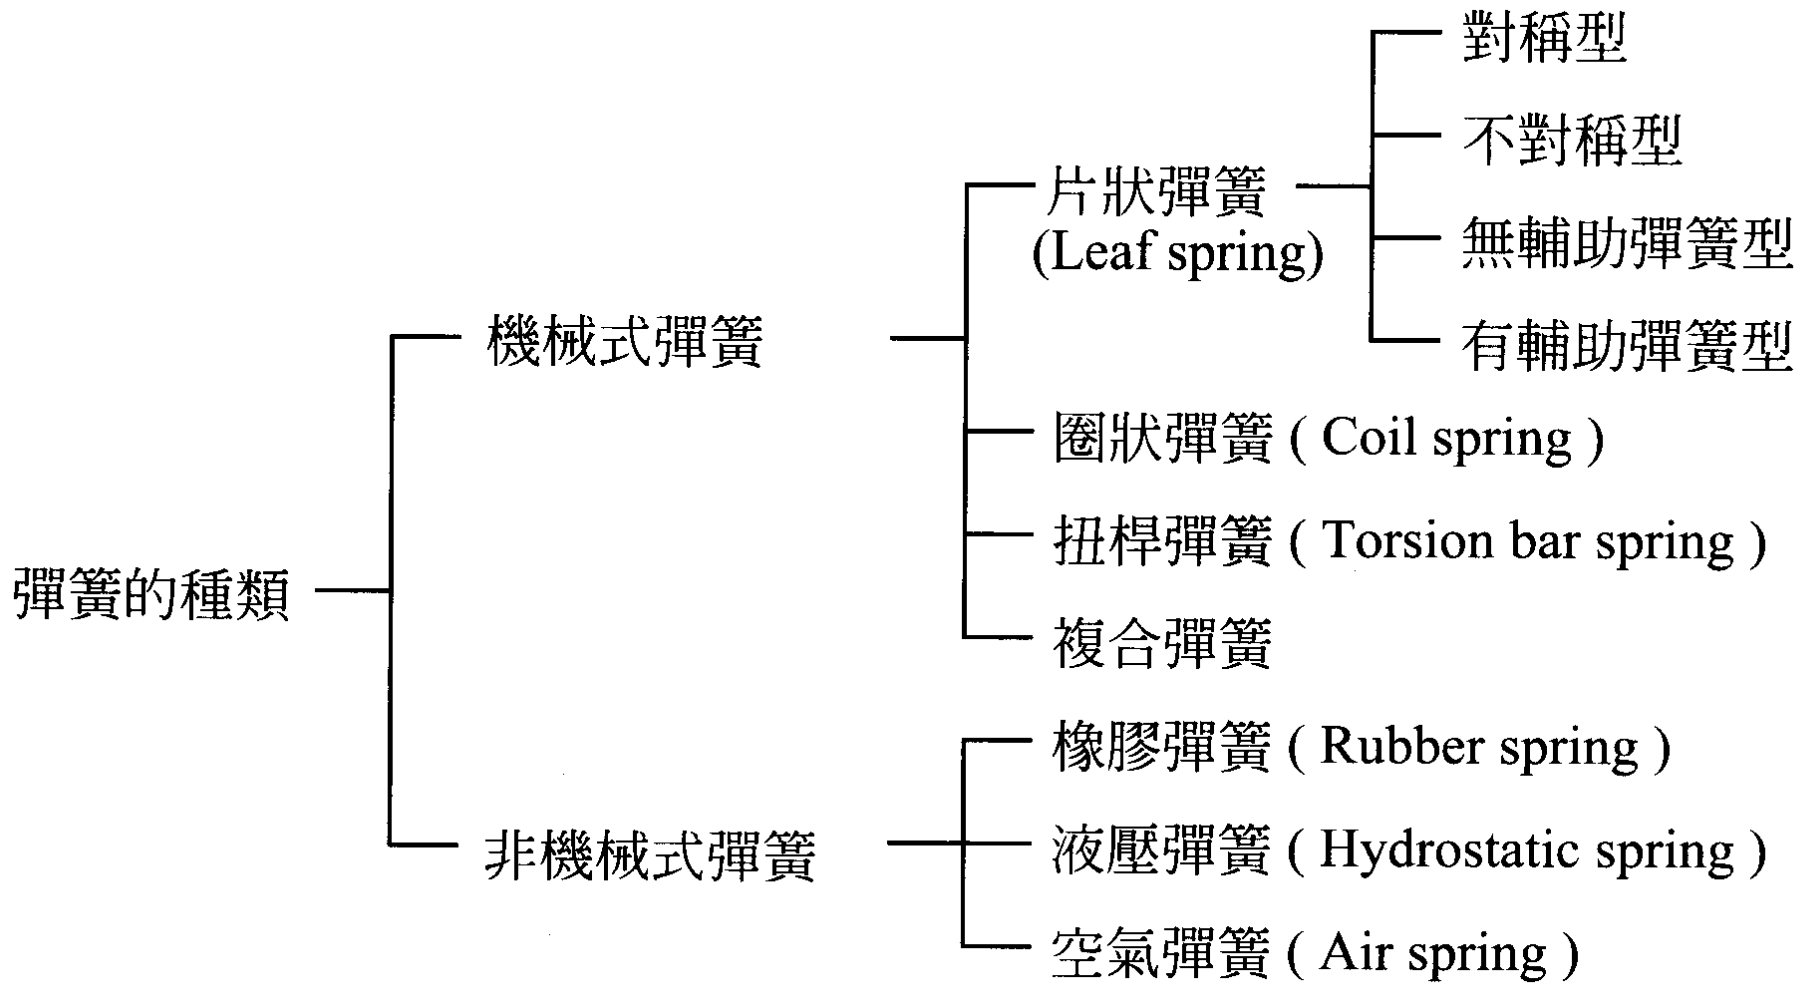 彈簧的種類
機械式彈簧
片狀彈簧
(Leaf spring)
對稱型
不對稱型
無輔助彈簧型
有輔助彈簧型
圈狀彈簧 ( Coil spring )
扭桿彈簧 ( Torsion bar spring )
複合彈簧
非機械式彈簧
橡膠彈簧 ( Rubber spring )
液壓彈簧 ( Hydrostatic spring )
空氣彈簧 ( Air spring )